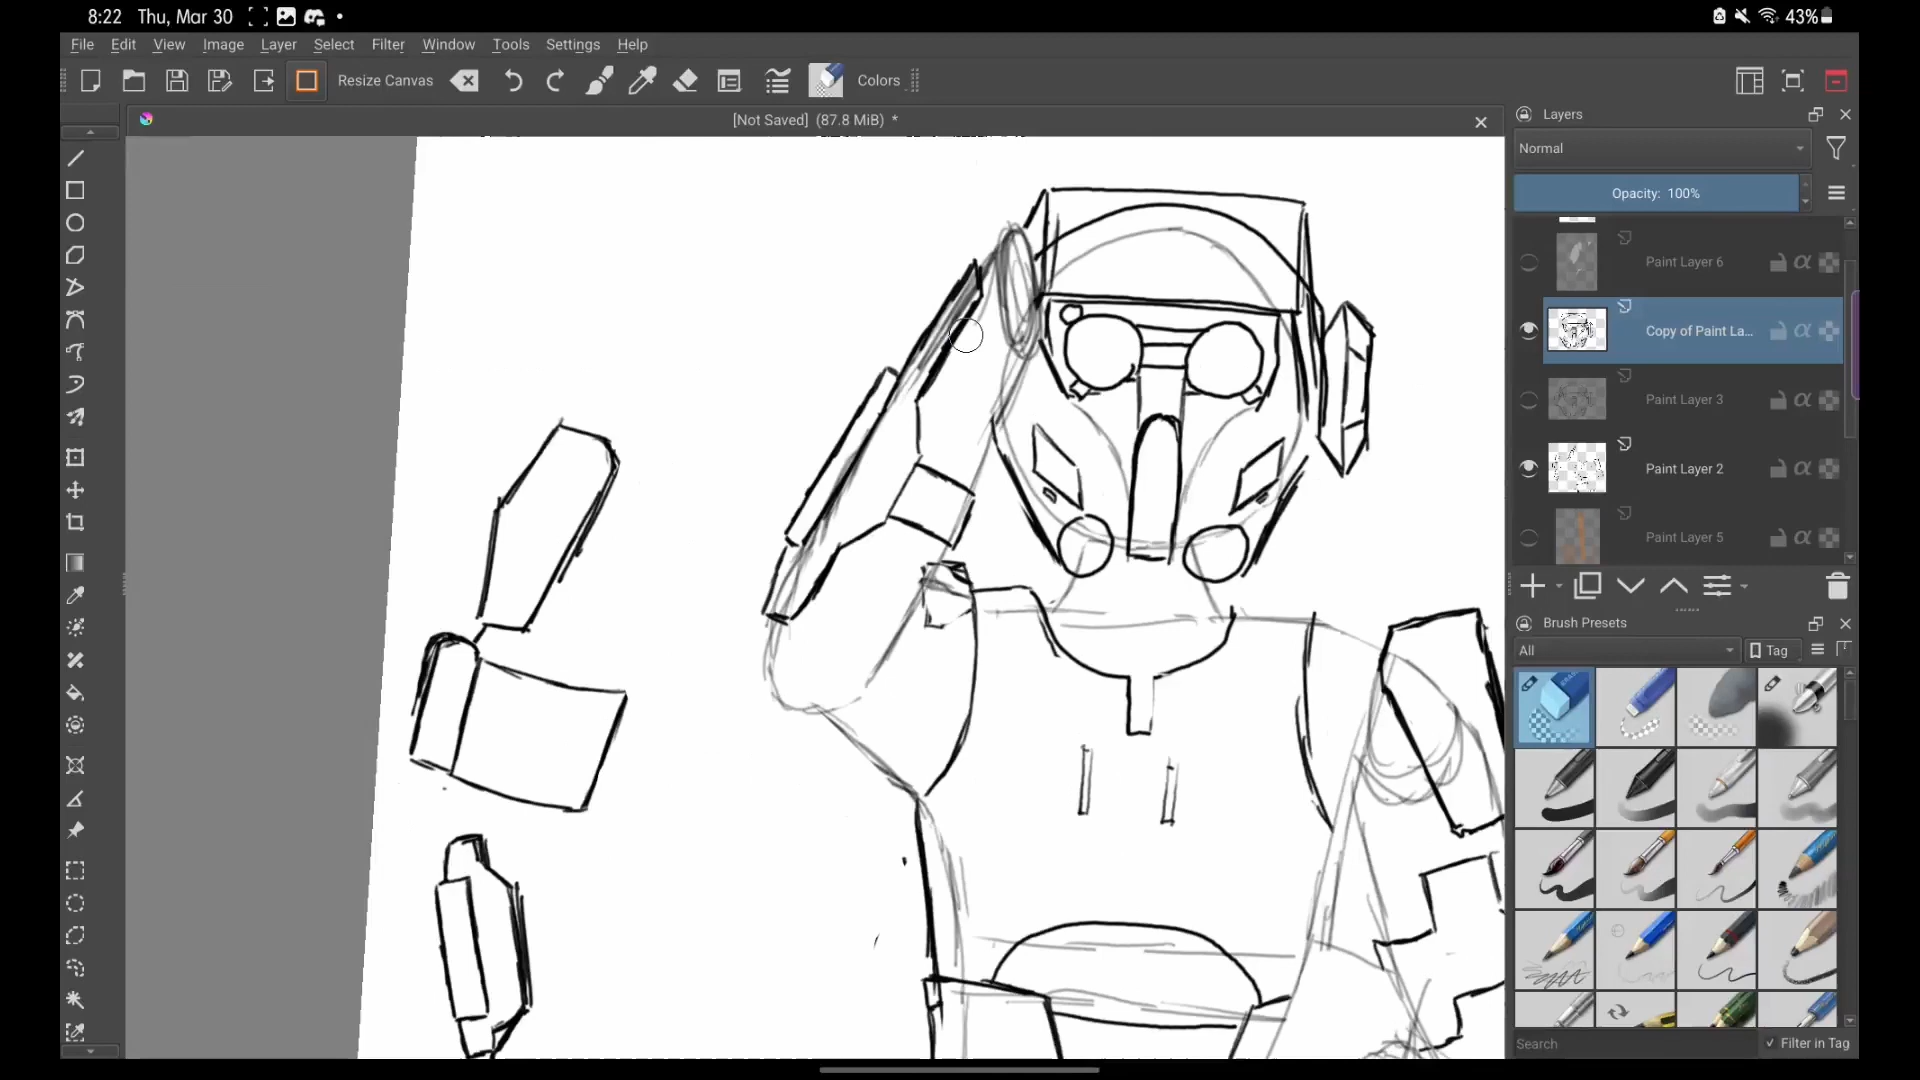 8:22 Thu, Mar 30
43%
File Edit View Image Layer Select Filter Window Tools Settings Help
Resize Canvas
Colors
[Not Saved] (87.8 MiB) *
Layers
Normal
Opacity: 100%
Paint Layer 6
Copy of Paint La...
Paint Layer 3
Paint Layer 2
Paint Layer 5
Brush Presets
All
Tag
Search
Filter in Tag